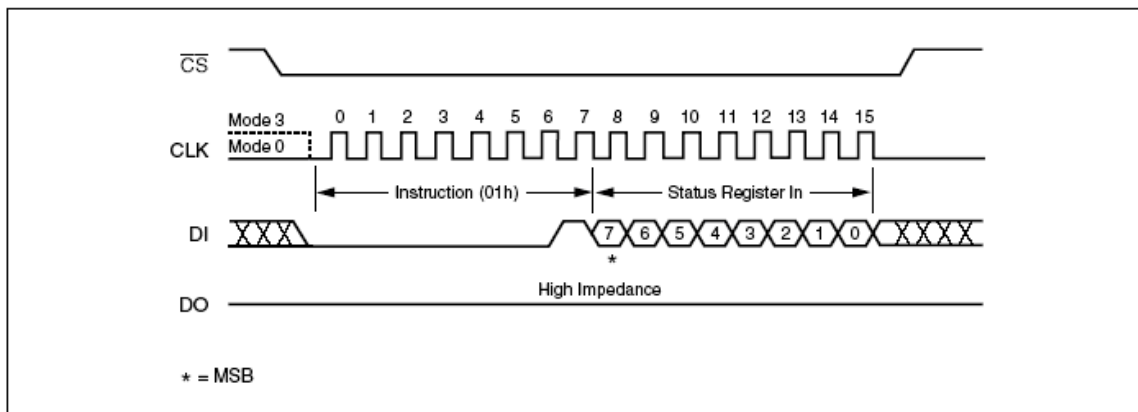 CS
Mode 3
0 1 2 3 4 5 6 7 8 9 10 11 12 13 14 15
CLK
Mode 0
Instruction (01h)
Status Register In
DI
7 6 5 4 3 2 1 0
*
High Impedance
DO
* = MSB